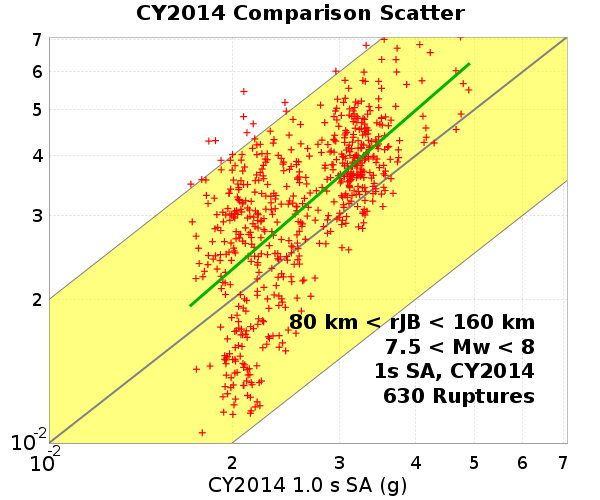 CY2014 Comparison Scatter
7
6
5
4
3
2
10-2
80 km < rJB < 160 km
7.5 < Mw < 8
1s SA, CY2014
630 Ruptures
10-2 2 3 4 5 6 7
CY2014 1.0 s SA (g)